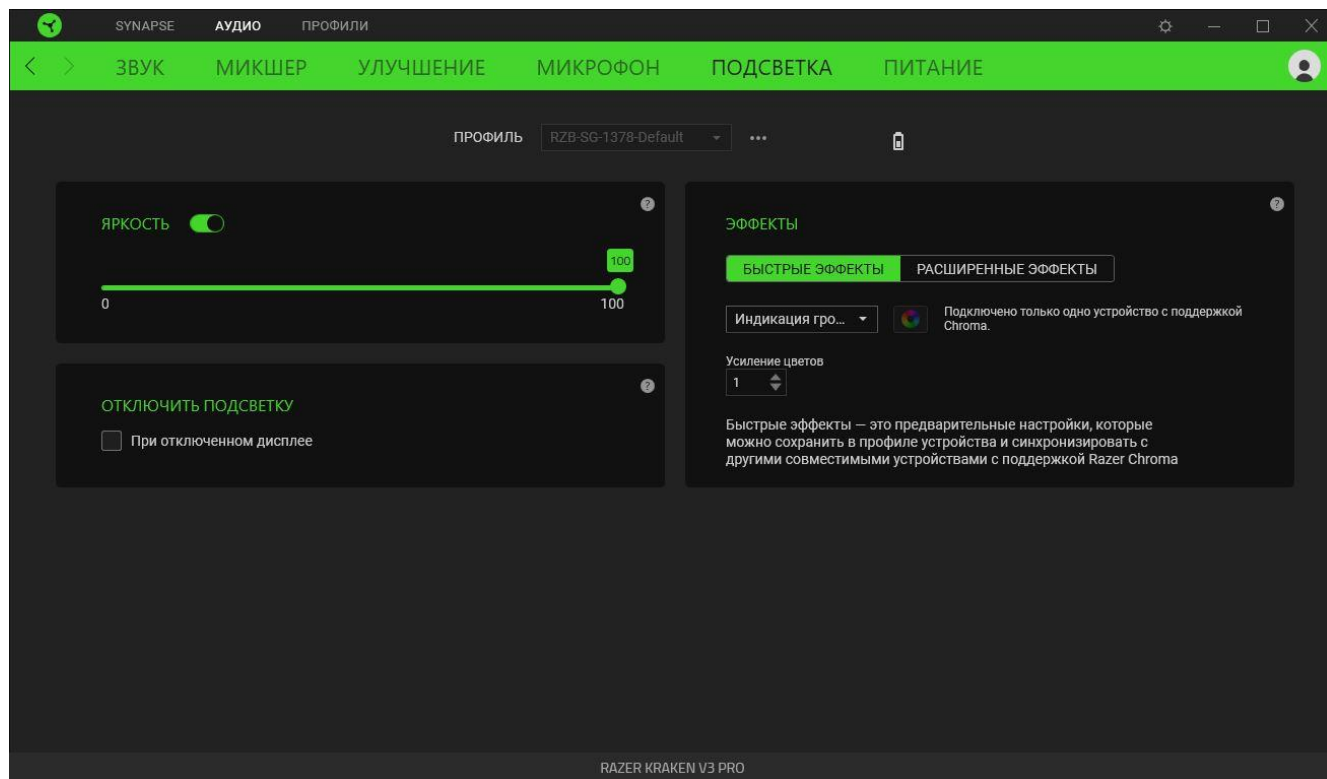 SYNAPSE АУДИО ПРОФИЛИ
ЗВУК МИКШЕР УЛУЧШЕНИЕ МИКРОФОН ПОДСВЕТКА ПИТАНИЕ
ПРОФИЛЬ RZB-SG-1378-Default
ЯРКОСТЬ
100
0 100
ОТКЛЮЧИТЬ ПОДСВЕТКУ
При отключенном дисплее
ЭФФЕКТЫ
БЫСТРЫЕ ЭФФЕКТЫ РАСШИРЕННЫЕ ЭФФЕКТЫ
Индикация гро...
Подключено только одно устройство с поддержкой
Chroma.
Усиление цветов
1
Быстрые эффекты — это предварительные настройки, которые
можно сохранить в профиле устройства и синхронизировать с
другими совместимыми устройствами с поддержкой Razer Chroma
RAZER KRAKEN V3 PRO